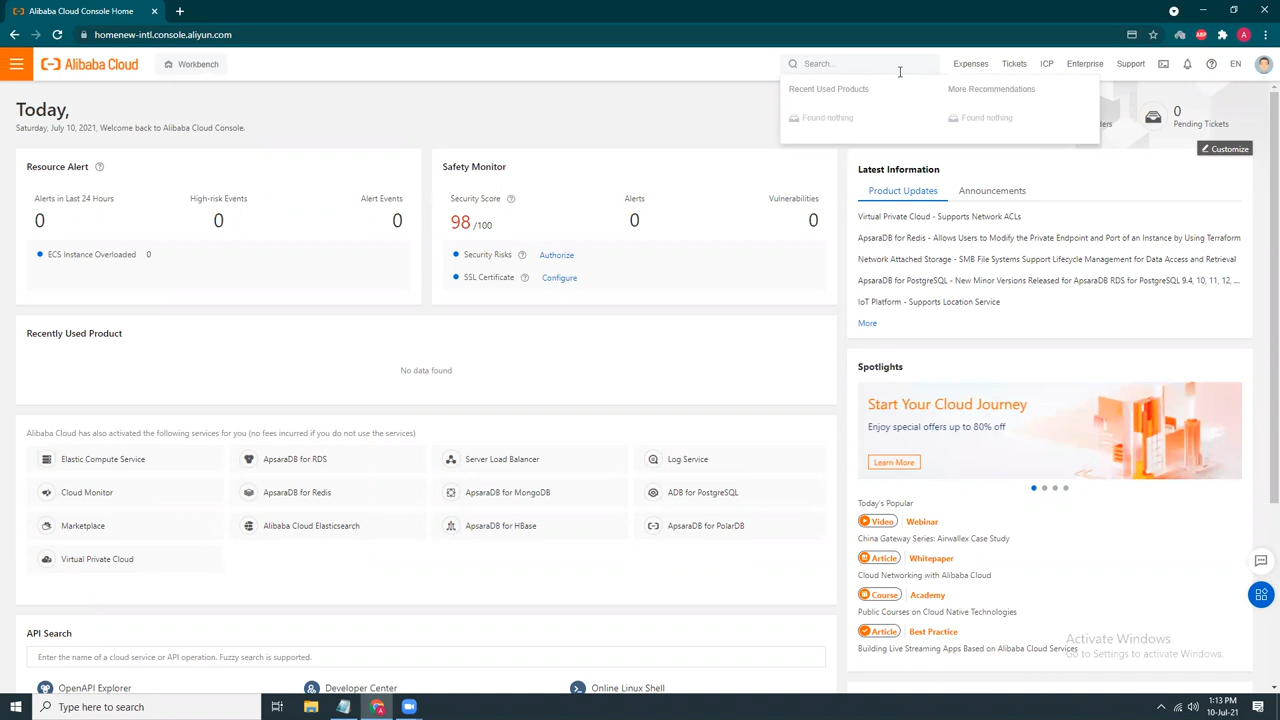 Alibaba Cloud Console Home
homenew-intl.console.aliyun.com
ABP
A
Alibaba Cloud
Workbench
Search...
Expenses
Tickets
ICP
Enterprise
Support
EN
Recent Used Products
More Recommendations
Found nothing
Found nothing
Today,
Saturday, July 10, 2021, Welcome back to Alibaba Cloud Console.
0
Pending Tickets
Customize
Resource Alert
Alerts in Last 24 Hours
High-risk Events
Alert Events
0
0
0
ECS Instance Overloaded 0
Safety Monitor
Security Score
Alerts
Vulnerabilities
98 /100
0
0
Security Risks
Authorize
SSL Certificate
Configure
Latest Information
Product Updates
Announcements
Virtual Private Cloud - Supports Network ACLs
ApsaraDB for Redis - Allows Users to Modify the Private Endpoint and Port of an Instance by Using Terraform
Network Attached Storage - SMB File Systems Support Lifecycle Management for Data Access and Retrieval
ApsaraDB for PostgreSQL - New Minor Versions Released for ApsaraDB RDS for PostgreSQL 9.4, 10, 11, 12, ...
IoT Platform - Supports Location Service
More
Recently Used Product
No data found
Spotlights
Start Your Cloud Journey
Enjoy special offers up to 80% off
Learn More
Alibaba Cloud has also activated the following services for you (no fees incurred if you do not use the services)
Elastic Compute Service
ApsaraDB for RDS
Server Load Balancer
Log Service
Cloud Monitor
ApsaraDB for Redis
ApsaraDB for MongoDB
ADB for PostgreSQL
Marketplace
Alibaba Cloud Elasticsearch
ApsaraDB for HBase
ApsaraDB for PolarDB
Virtual Private Cloud
Today's Popular
Video | Webinar
China Gateway Series: Airwallex Case Study
Article | Whitepaper
Cloud Networking with Alibaba Cloud
Course | Academy
Public Courses on Cloud Native Technologies
Article | Best Practice
Building Live Streaming Apps Based on Alibaba Cloud Services
Activate Windows
Go to Settings to activate Windows.
API Search
Enter the name of a cloud service or API operation. Fuzzy search is supported.
OpenAPI Explorer
Developer Center
Online Linux Shell
Type here to search
1:13 PM
10-Jul-21